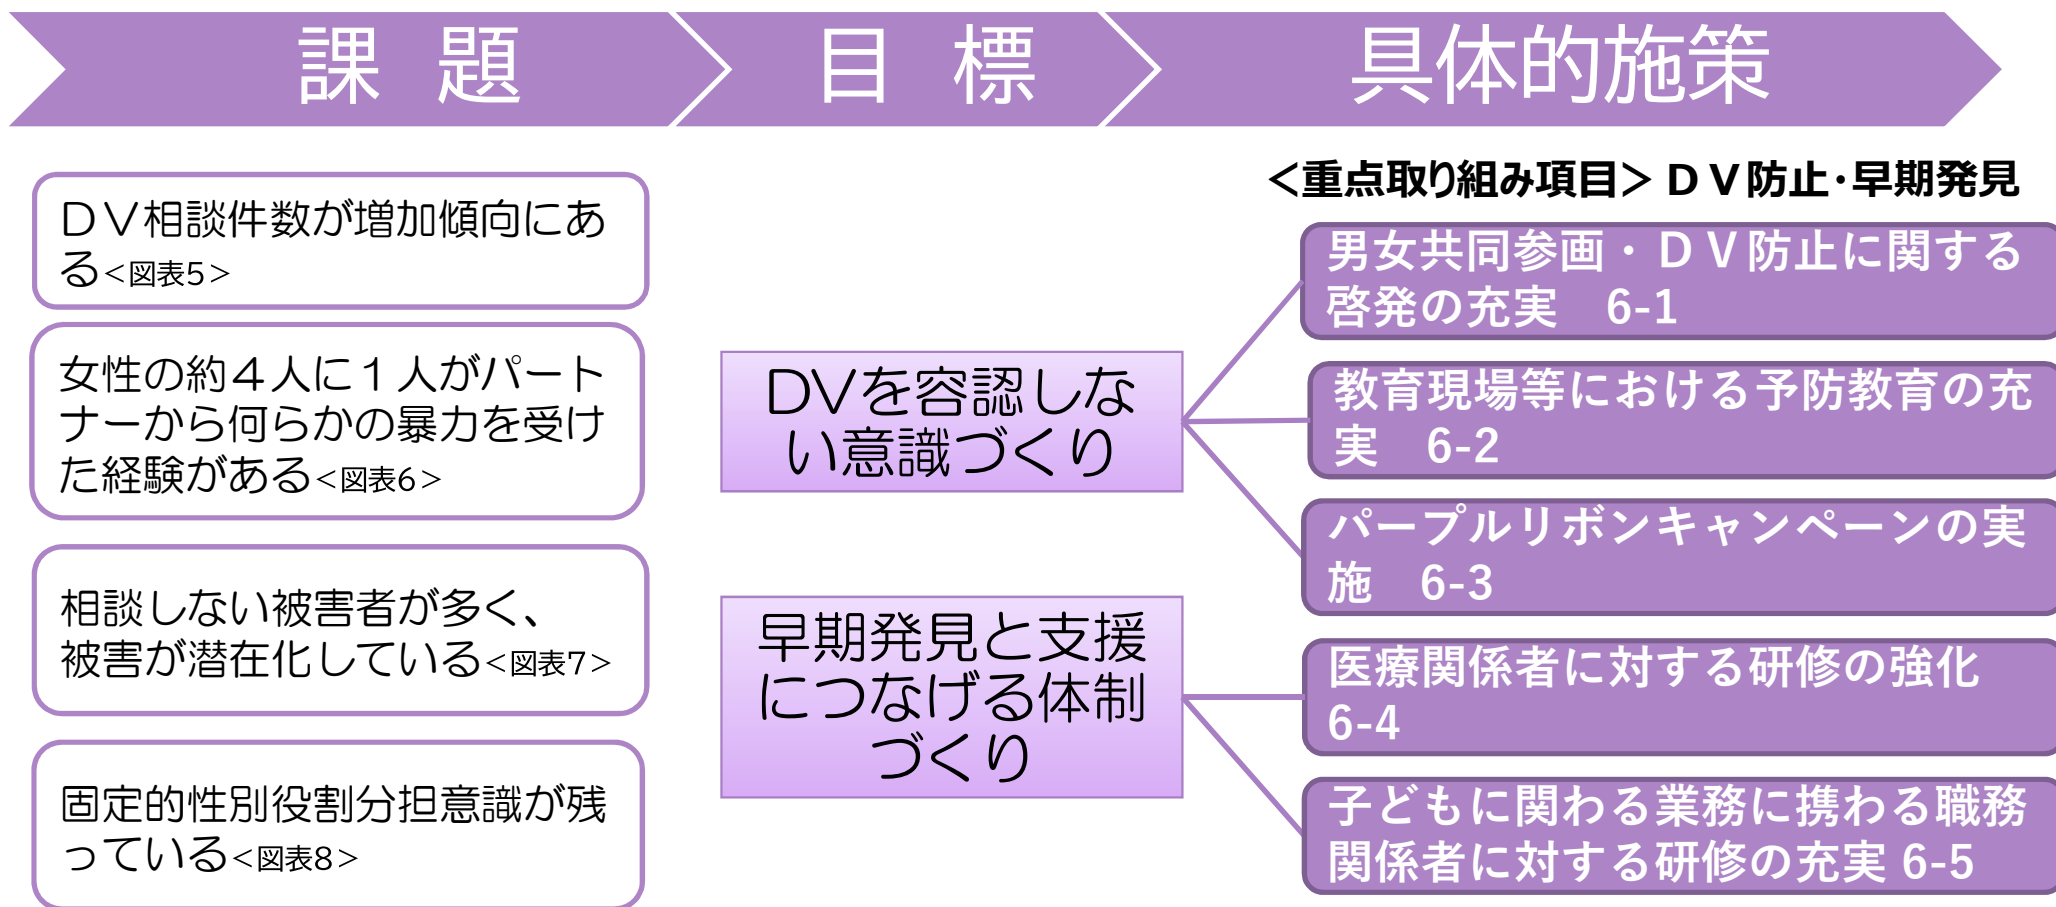 課 題
目 標
具体的施策
ＤＶ相談件数が増加傾向にあ
る＜図表5＞
女性の約４人に１人がパート
ナーから何らかの暴力を受け
た経験がある＜図表6＞
相談しない被害者が多く、
被害が潜在化している＜図表7＞
固定的性別役割分担意識が残
っている＜図表8＞
DVを容認しな
い意識づくり
早期発見と支援
につなげる体制
づくり
＜重点取り組み項目＞ＤＶ防止・早期発見
男女共同参画・ＤＶ防止に関する
啓発の充実　6-1
教育現場等における予防教育の充
実　6-2
パープルリボンキャンペーンの実
施　6-3
医療関係者に対する研修の強化
6-4
子どもに関わる業務に携わる職務
関係者に対する研修の充実 6-5